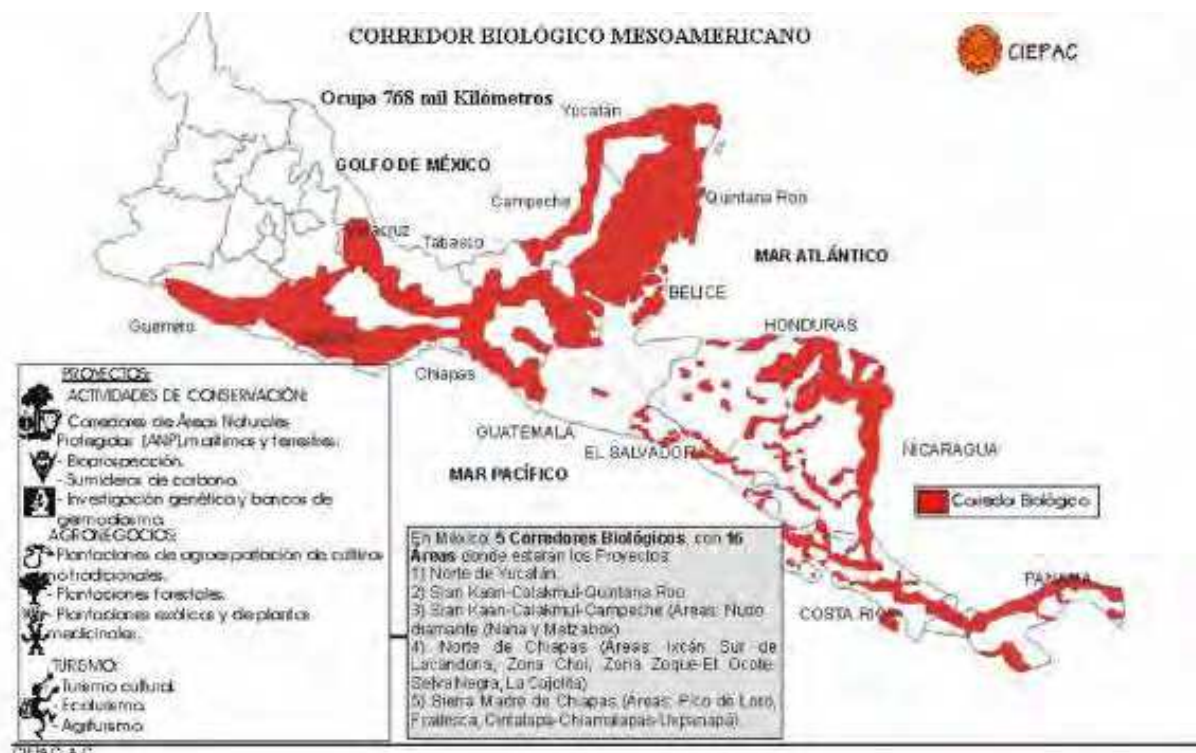 CORREDOR BIOLÓGICO MESOAMERICANO
CIEPAC
Ocupa 768 mil Kilómetros
Yucatán
GOLFO DE MÉXICO
Campeche
Quintana Roo
Tabasco
MAR ATLÁNTICO
BELICE
Guerrero
HONDURAS
Chiapas
GUATEMALA
EL SALVADOR
NICARAGUA
MAR PACÍFICO
Corredor Biológico
PANAMA
COSTA RICA
PROYECTOS:
ACTIVIDADES DE CONSERVACIÓN:
- Corredores de Áreas Naturales
Protegidas (ANP) marítimas y terrestres.
- Bioprospección.
- Sumideros de carbono.
- Investigación genética y bancos de
germoplasma.
AGRONEGOCIOS:
- Plantaciones de agroexportación de cultivos
no tradicionales.
- Plantaciones forestales.
- Plantaciones exóticas y de plantas
medicinales.
TURISMO:
- Turismo cultural
- Ecoturismo
- Agriturismo
En México: 5 Corredores Biológicos, con 16
Áreas donde estarán los Proyectos:
1) Norte de Yucatán.
2) Sian Kaan-Calakmul-Quintana Roo
3) Sian Kaan-Calakmul-Campeche (Áreas: Nudo
diamante (Naha y Metzabok)
4) Norte de Chiapas (Áreas: Ixcán Sur de
Lacandona, Zona Chol, Zona Zoque-El Ocote-
Selva Negra, La Cojolita)
5) Sierra Madre de Chiapas (Áreas: Pico de Loro,
Frailesca, Cintalapa-Chimalapas-Uxpanapá).
CIEPAC A.C.